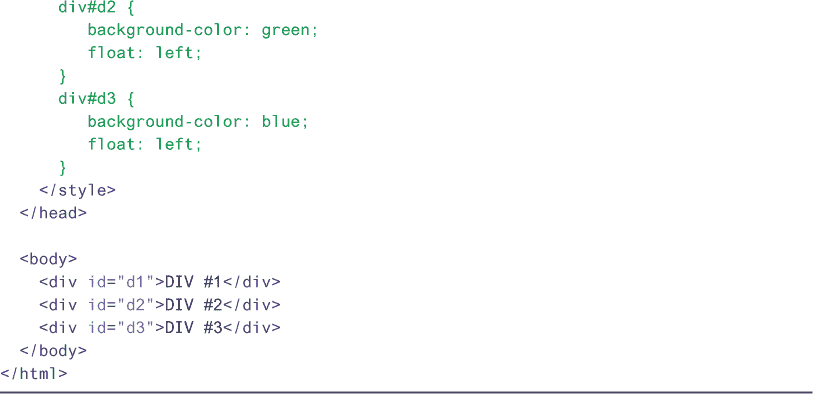 div#d2 {
background-color: green;
float: left;
}
div#d3 {
background-color: blue;
float: left;
}
</style>
</head>
<body>
<div id="d1">DIV #1</div>
<div id="d2">DIV #2</div>
<div id="d3">DIV #3</div>
</body>
</html>